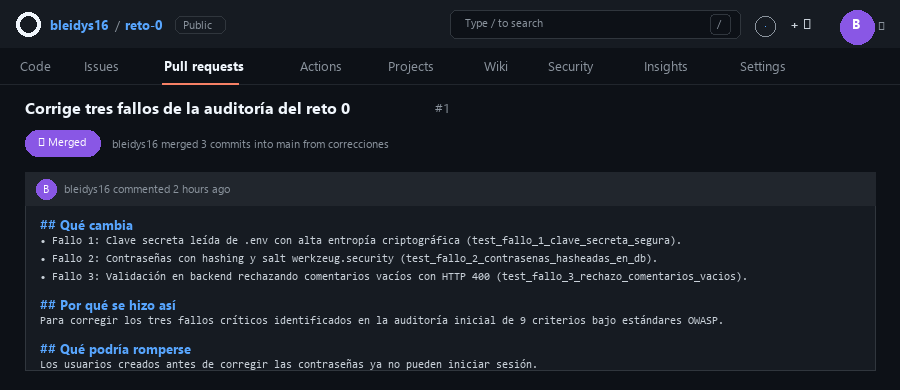 bleidys16 / reto-0 Public
Type / to search /
+
B
Code Issues Pull requests Actions Projects Wiki Security Insights Settings
Corrige tres fallos de la auditoría del reto 0 #1
Merged bleidys16 merged 3 commits into main from correcciones
B bleidys16 commented 2 hours ago
## Qué cambia
• Fallo 1: Clave secreta leída de .env con alta entropía criptográfica (test_fallo_1_clave_secreta_segura).
• Fallo 2: Contraseñas con hashing y salt werkzeug.security (test_fallo_2_contrasenas_hasheadas_en_db).
• Fallo 3: Validación en backend rechazando comentarios vacíos con HTTP 400 (test_fallo_3_rechazo_comentarios_vacios).
## Por qué se hizo así
Para corregir los tres fallos críticos identificados en la auditoría inicial de 9 criterios bajo estándares OWASP.
## Qué podría romperse
Los usuarios creados antes de corregir las contraseñas ya no pueden iniciar sesión.